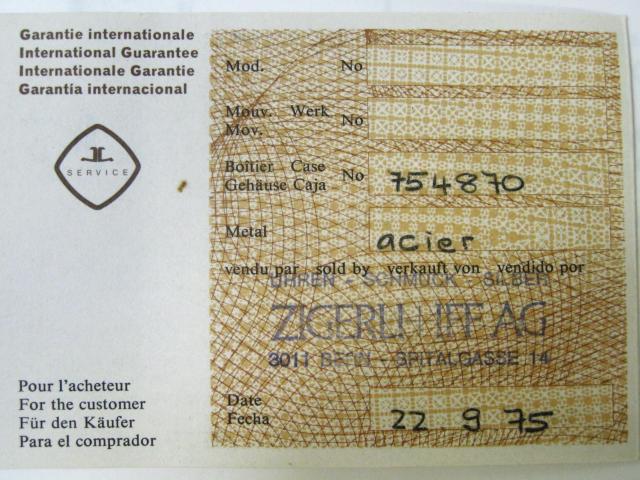 Garantie internationale
International Guarantee
Internationale Garantie
Garantía internacional
SERVICE
Pour l'acheteur
For the customer
Für den Käufer
Para el comprador
Mod. No
Mouv. Werk No
Mov.
Boîtier Case No 754870
Gehäuse Caja
Metal acier
vendu par sold by verkauft von vendido por
UHREN - SCHMUCK - SILBER
AG
3011 BERN - SPITALGASSE 14
Date 22 9 75
Fecha